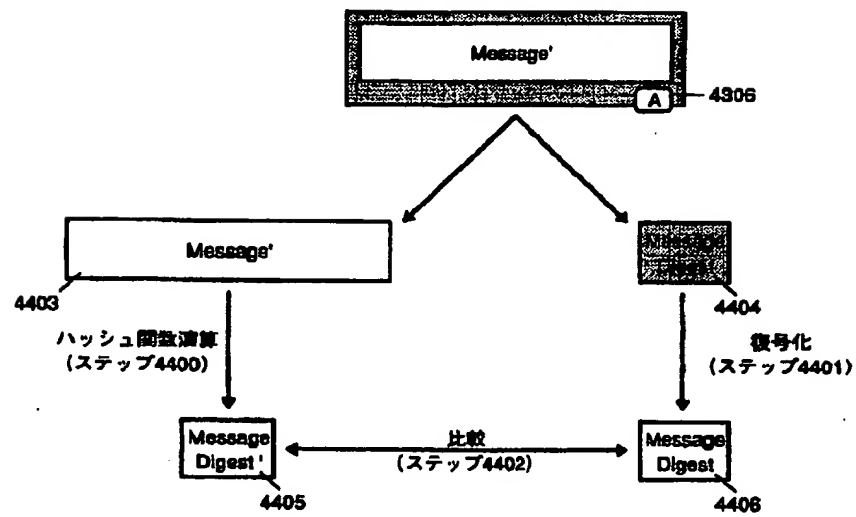 Message'
A
4306
Message'
Message
4403
4404
ハッシュ関数演算
(ステップ4400)
復号化
(ステップ4401)
Message
Digest'
比較
(ステップ4402)
Message
Digest
4405
4406